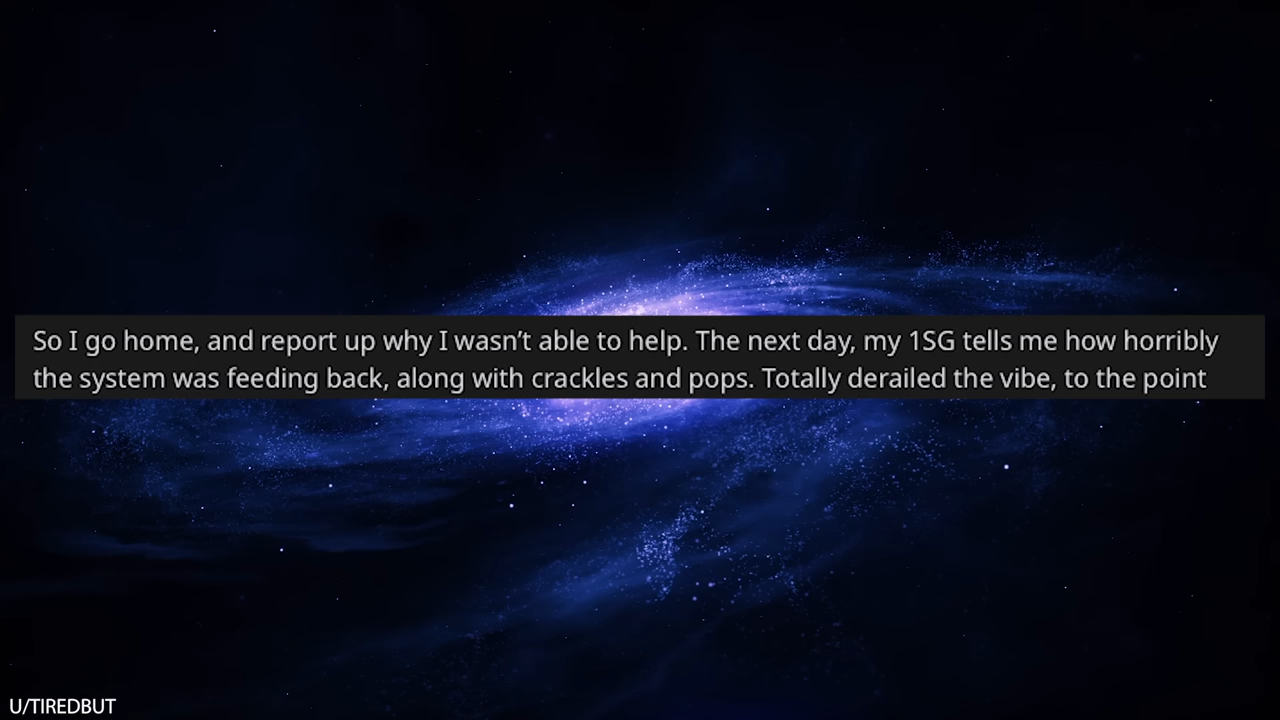 So I go home, and report up why I wasn’t able to help. The next day, my 1SG tells me how horribly
the system was feeding back, along with crackles and pops. Totally derailed the vibe, to the point
U/TIREDBUT